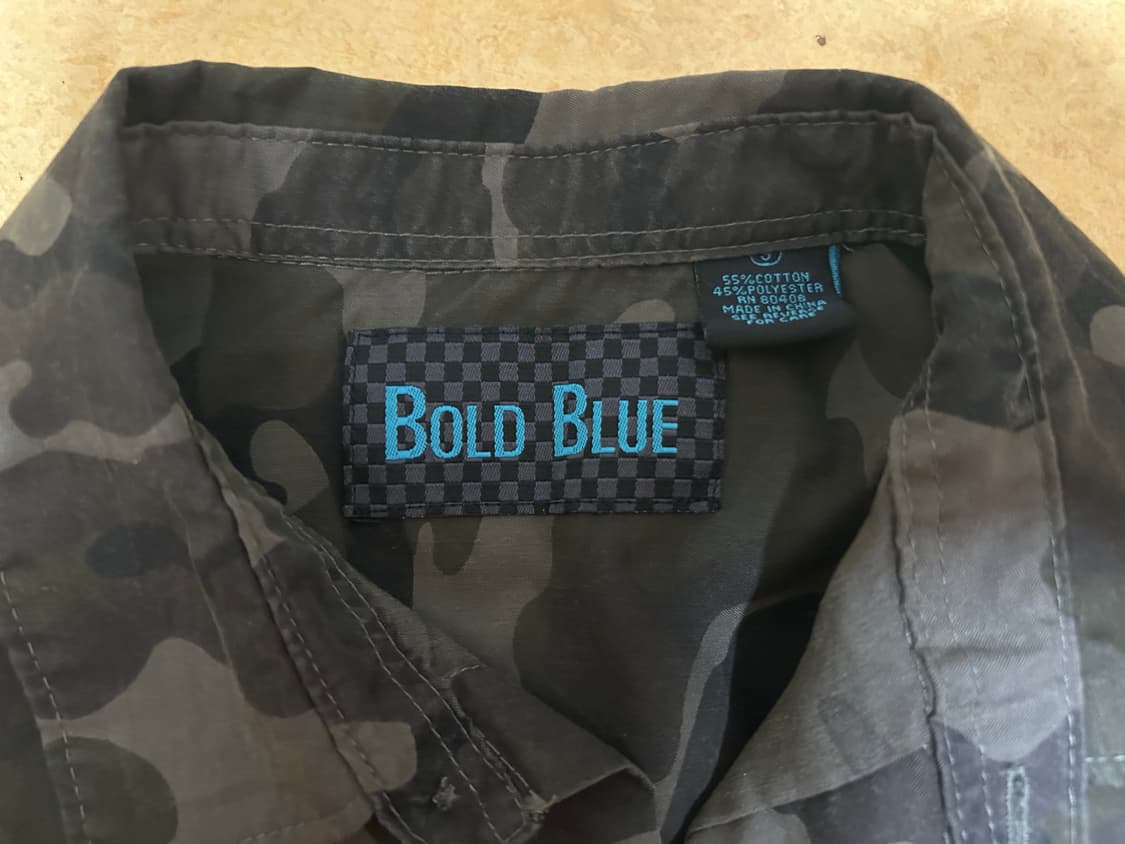 BOLD BLUE
55%COTTON
45%POLYESTER
RN 80408
MADE IN CHINA
SEE REVERSE
FOR CARE